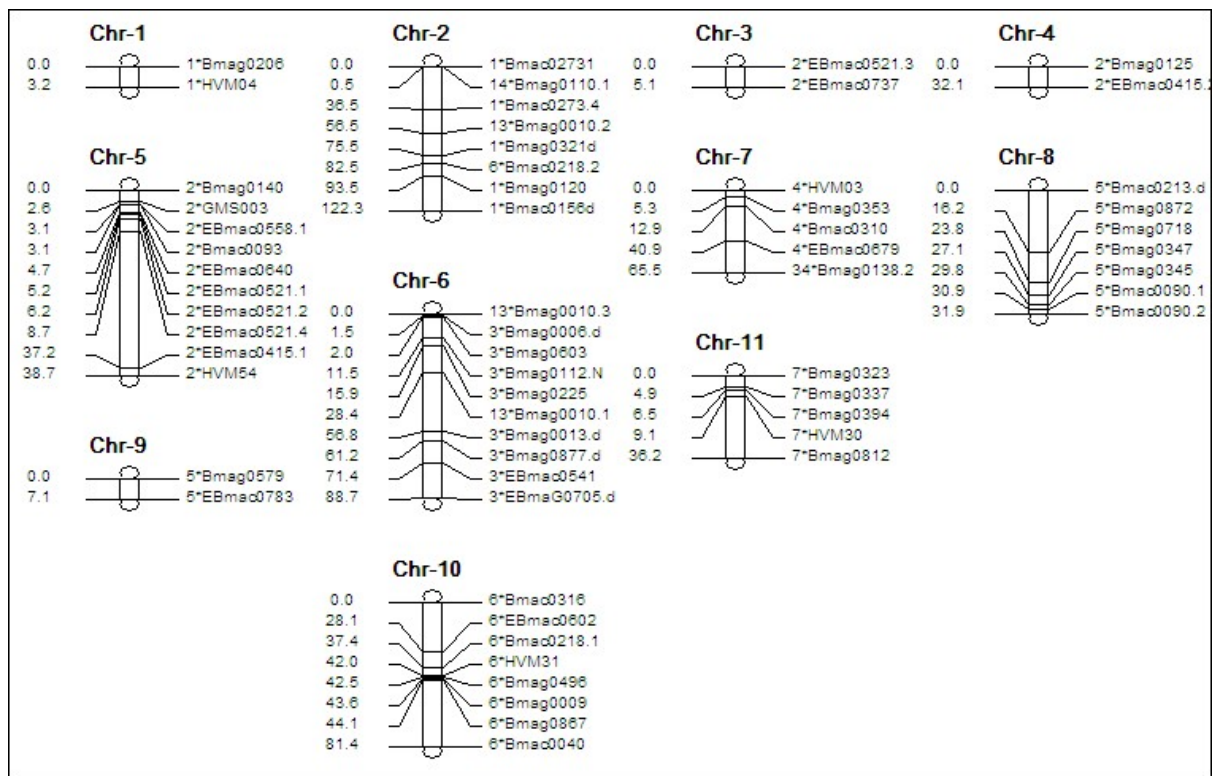 Chr-1
0.0 1*Bmag0206
3.2 1*HVM04
Chr-2
0.0 1*Bmac02731
0.5 14*Bmag0110.1
36.5 1*Bmac0273.4
56.5 13*Bmag0010.2
75.5 1*Bmag0321d
82.5 6*Bmac0218.2
93.5 1*Bmag0120
122.3 1*Bmac0156d
Chr-3
0.0 2*EBmac0521.3
5.1 2*EBmac0737
Chr-4
0.0 2*Bmag0125
32.1 2*EBmac0415.2
Chr-5
0.0 2*Bmag0140
2.6 2*GMS003
3.1 2*EBmac0558.1
3.1 2*Bmac0093
4.7 2*EBmac0640
5.2 2*EBmac0521.1
6.2 2*EBmac0521.2
8.7 2*EBmac0521.4
37.2 2*EBmac0415.1
38.7 2*HVM54
Chr-6
0.0 13*Bmag0010.3
1.5 3*Bmag0006.d
2.0 3*Bmag0603
11.5 3*Bmag0112.N
15.9 3*Bmag0225
28.4 13*Bmag0010.1
56.8 3*Bmag0013.d
61.2 3*Bmag0877.d
71.4 3*EBmac0541
88.7 3*EBmaG0705.d
Chr-7
0.0 4*HVM03
5.3 4*Bmag0353
12.9 4*Bmac0310
40.9 4*EBmac0679
65.5 34*Bmag0138.2
Chr-8
0.0 5*Bmac0213.d
16.2 5*Bmag0872
23.8 5*Bmag0718
27.1 5*Bmag0347
29.8 5*Bmag0345
30.9 5*Bmac0090.1
31.9 5*Bmac0090.2
Chr-9
0.0 5*Bmag0579
7.1 5*EBmac0783
Chr-10
0.0 6*Bmac0316
28.1 6*EBmac0602
37.4 6*Bmac0218.1
42.0 6*HVM31
42.5 6*Bmag0496
43.6 6*Bmag0009
44.1 6*Bmag0867
81.4 6*Bmac0040
Chr-11
0.0 7*Bmag0323
4.9 7*Bmag0337
6.5 7*Bmag0394
9.1 7*HVM30
36.2 7*Bmag0812